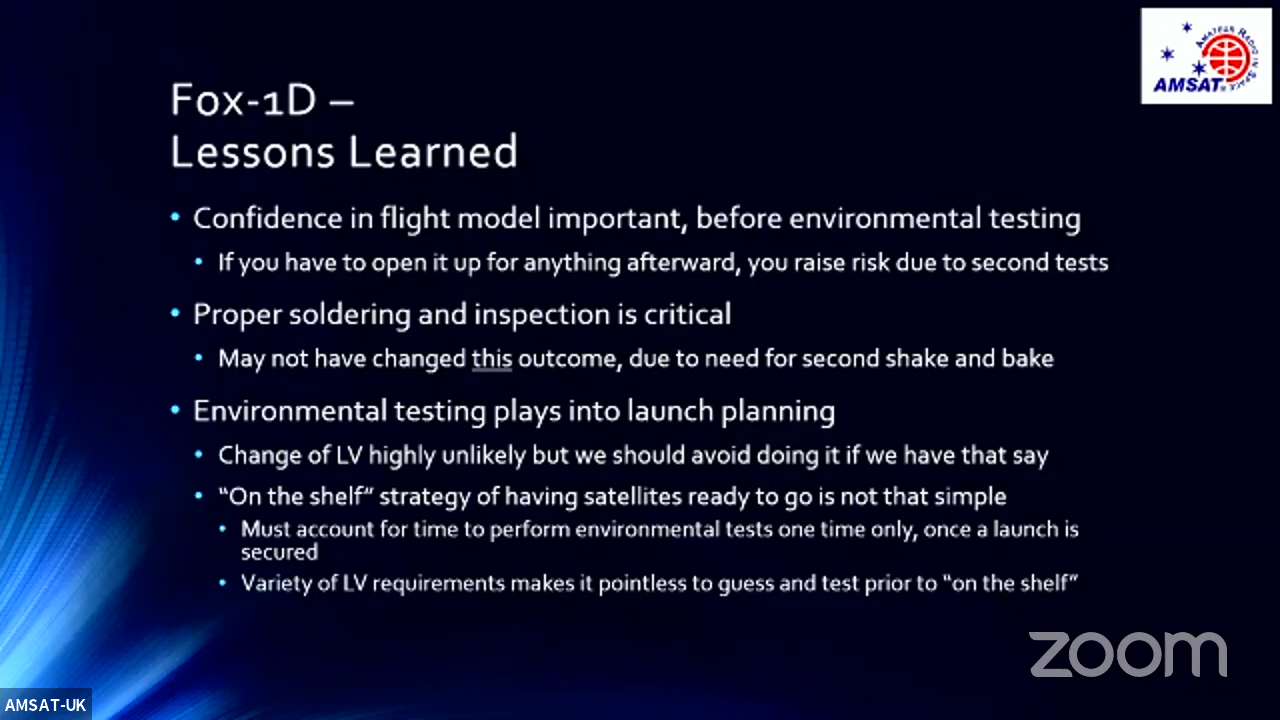 AMATEUR RADIO IN SPACE
AMSAT®
Fox-1D –
Lessons Learned
• Confidence in flight model important, before environmental testing
• If you have to open it up for anything afterward, you raise risk due to second tests
• Proper soldering and inspection is critical
• May not have changed this outcome, due to need for second shake and bake
• Environmental testing plays into launch planning
• Change of LV highly unlikely but we should avoid doing it if we have that say
• “On the shelf” strategy of having satellites ready to go is not that simple
• Must account for time to perform environmental tests one time only, once a launch is
secured
• Variety of LV requirements makes it pointless to guess and test prior to “on the shelf”
zoom
AMSAT-UK